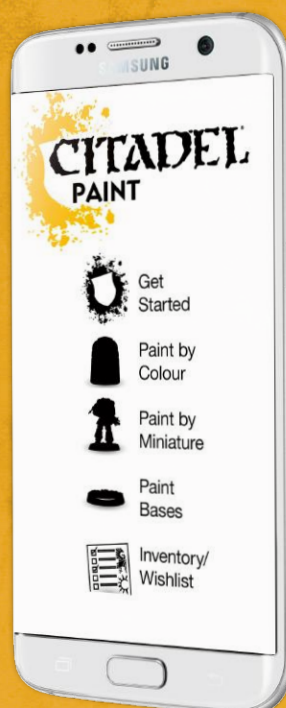 SAMSUNG
CITADEL
PAINT
Get
Started
Paint by
Colour
Paint by
Miniature
Paint
Bases
Inventory/
Wishlist